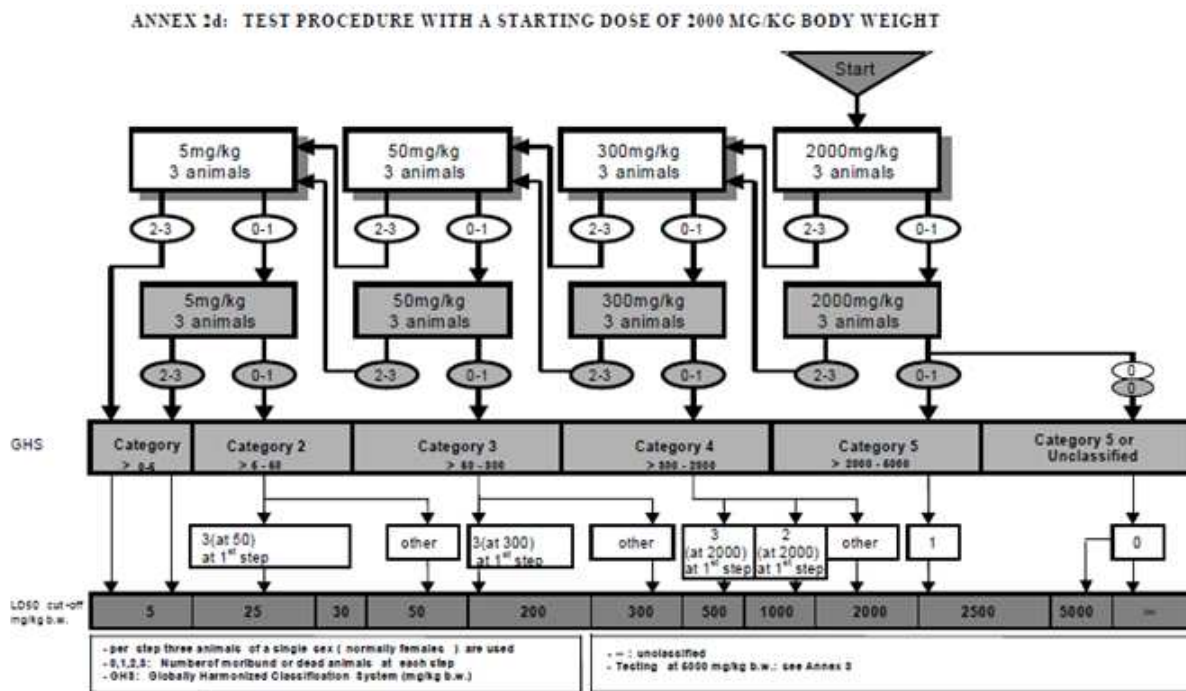 ANNEX 2d: TEST PROCEDURE WITH A STARTING DOSE OF 2000 MG/KG BODY WEIGHT
Start
5mg/kg
3 animals
50mg/kg
3 animals
300mg/kg
3 animals
2000mg/kg
3 animals
2-3
0-1
2-3
0-1
2-3
0-1
2-3
0-1
5mg/kg
3 animals
50mg/kg
3 animals
300mg/kg
3 animals
2000mg/kg
3 animals
2-3
0-1
2-3
0-1
2-3
0-1
2-3
0-1
0
0
GHS
Category
Category 2
Category 3
Category 4
Category 5
Category 5 or
Unclassified
3(at 50)
at 1st step
other
3(at 300)
at 1st step
other
3
(at 2000)
at 1st step
2
(at 2000)
at 1st step
other
1
0
LD50 cut-off
mg/kg b.w.
5
25
30
50
200
300
500
1000
2000
2500
5000
∞
- per step three animals of a single sex ( normally females ) are used
- 0,1,2,3: Number of moribund or dead animals at each step
- GHS: Globally Harmonized Classification System (mg/kg b.w.)
- ∞ : unclassified
- Testing at 5000 mg/kg b.w.: see Annex 3